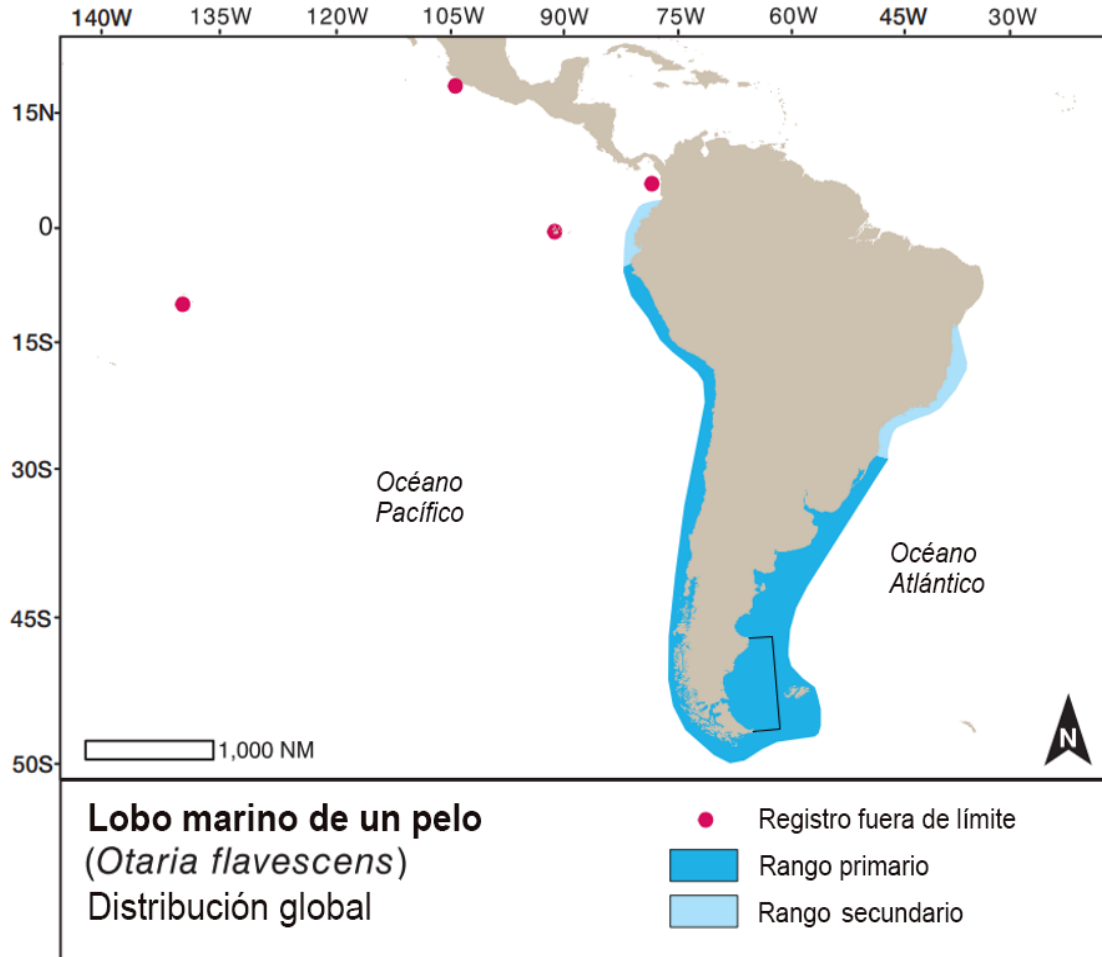 140W 135W 120W 105W 90W 75W 60W 45W 30W
15N
0
15S
30S
45S
50S
Océano
Pacífico
Océano
Atlántico
1,000 NM
N
Lobo marino de un pelo
(Otaria flavescens)
Distribución global
Registro fuera de límite
Rango primario
Rango secundario